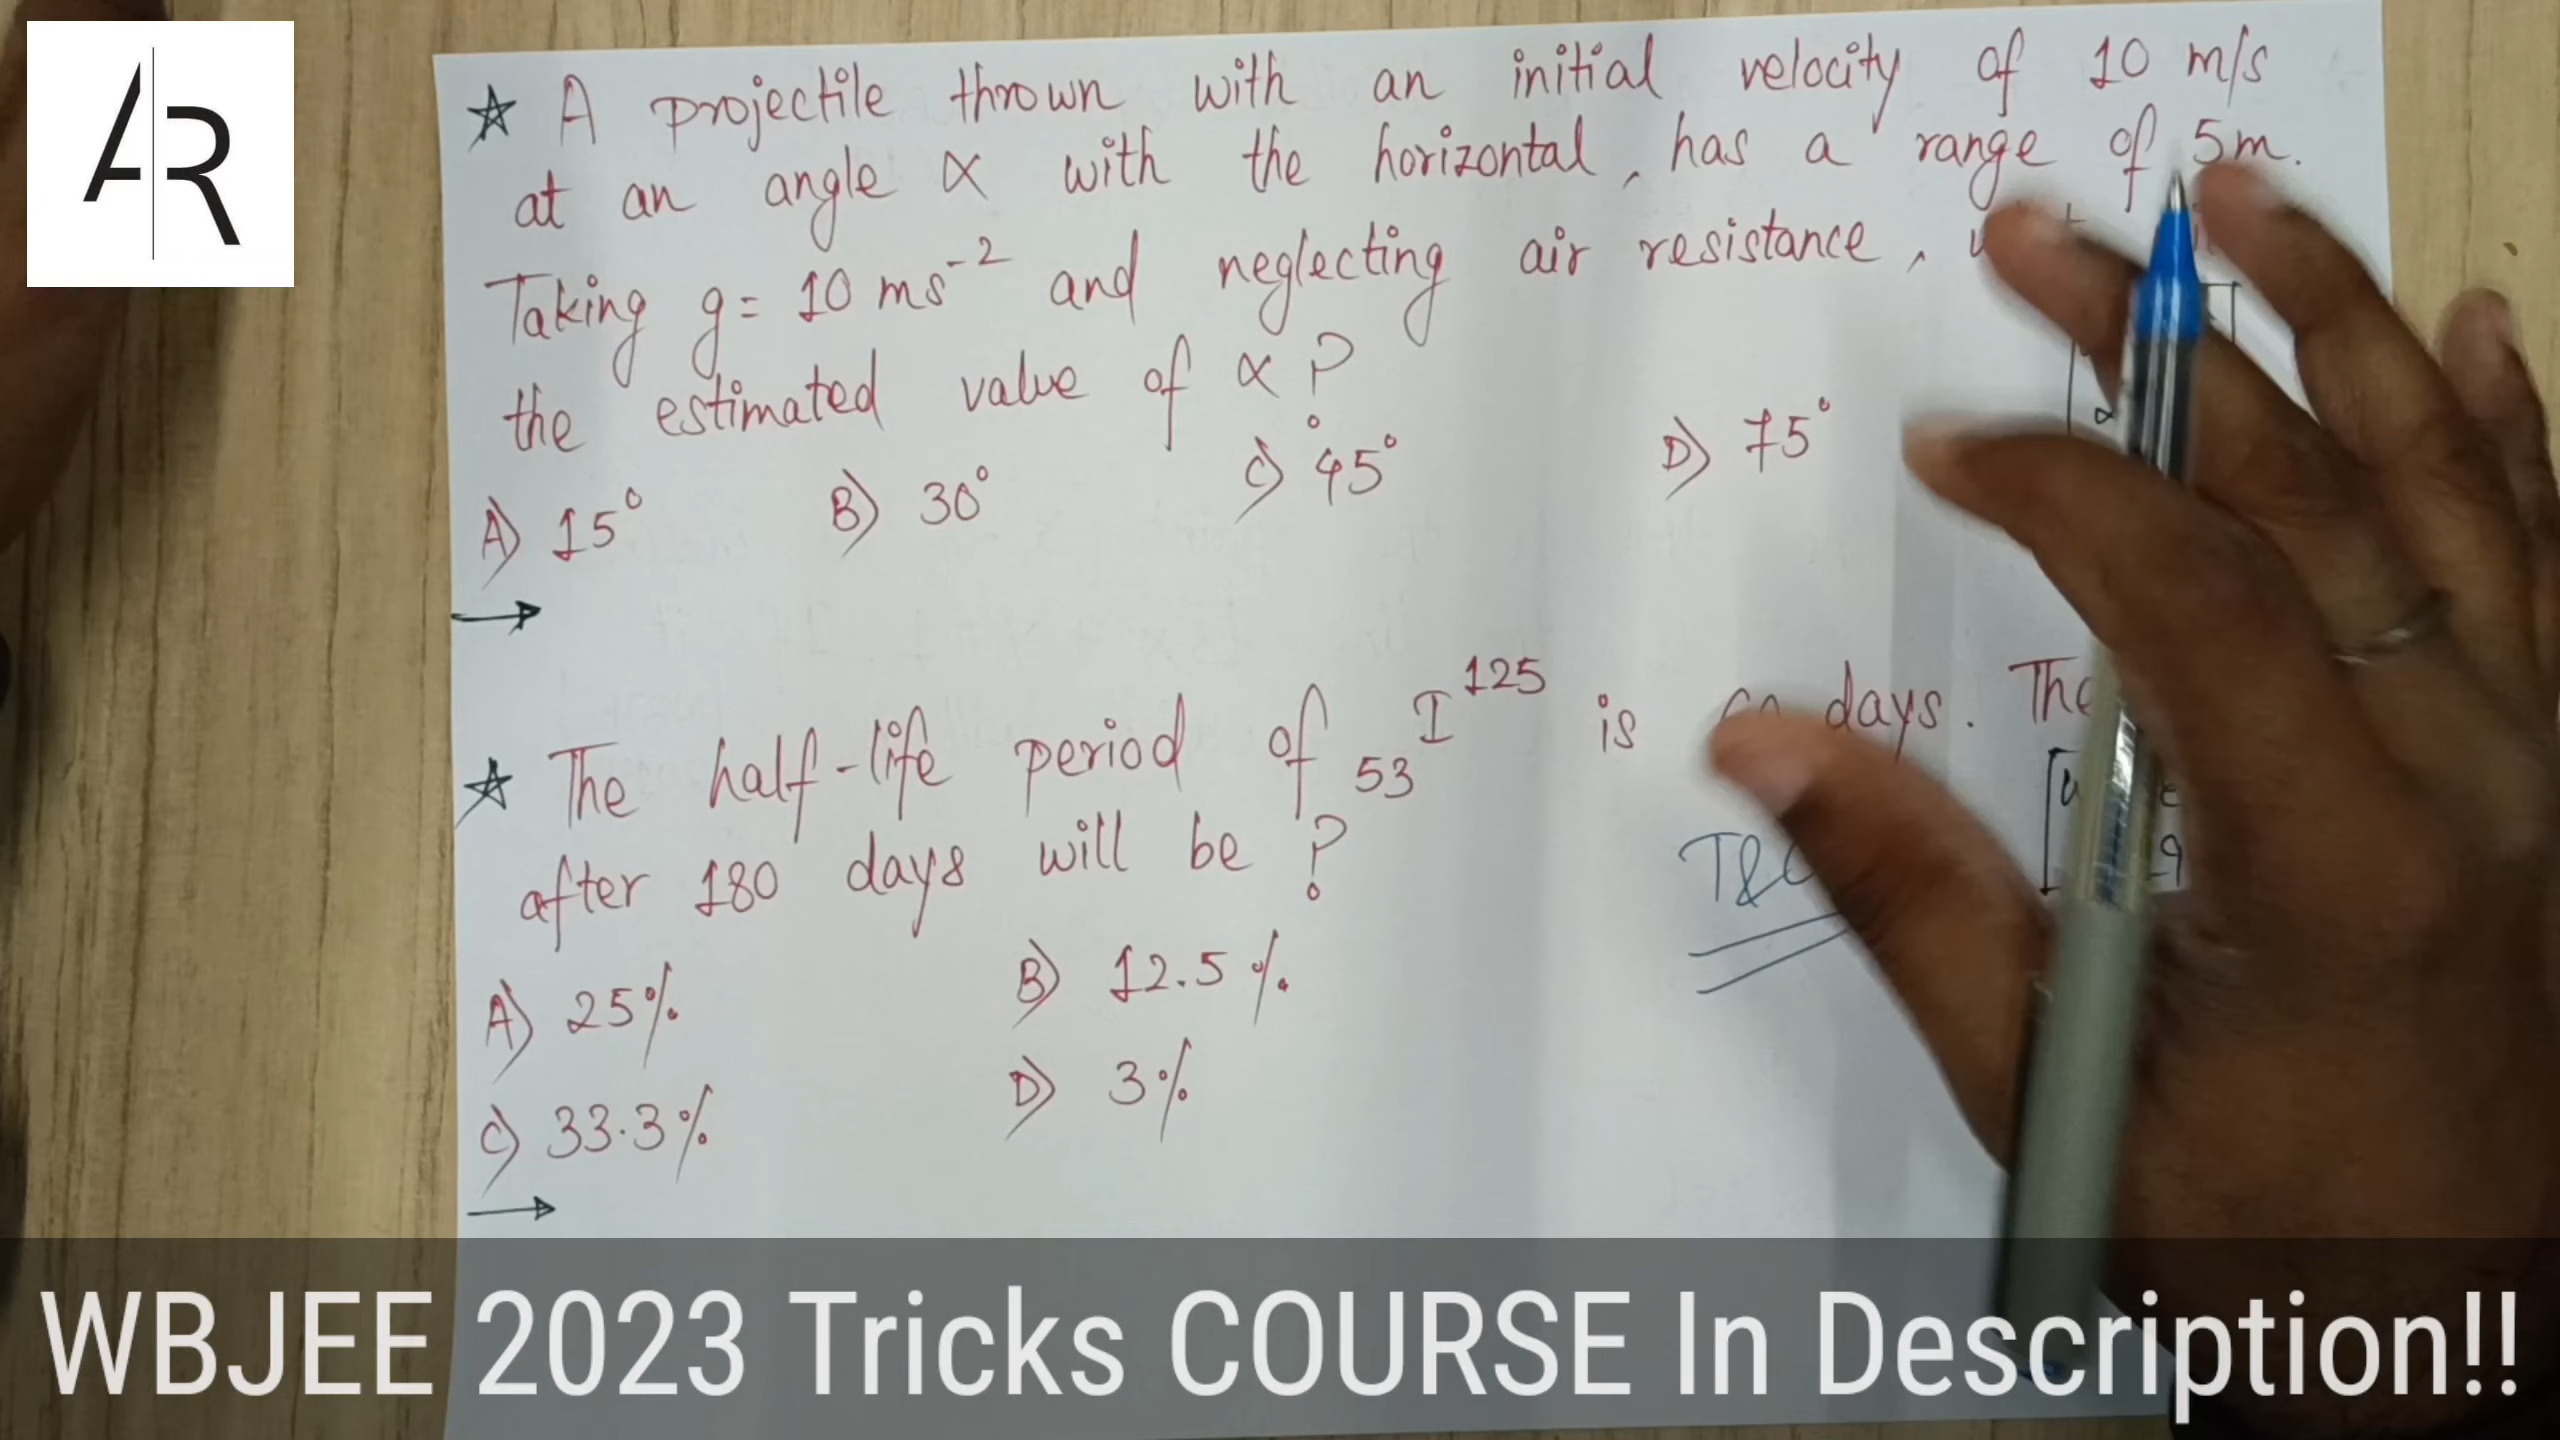 AR
☆ A projectile thrown with an initial velocity of 10 m/s
at an angle α with the horizontal, has a range of 5m.
Taking g= 10 ms⁻² and neglecting air resistance,
the estimated value of α ?
A) 15° B) 30° C) 45° D) 75°
→
☆ The half-life period of ₅₃I¹²⁵ is days. The
after 180 days will be ?
A) 25% B) 12.5 %
C) 33.3% D) 3%
→
WBJEE 2023 Tricks COURSE In Description!!